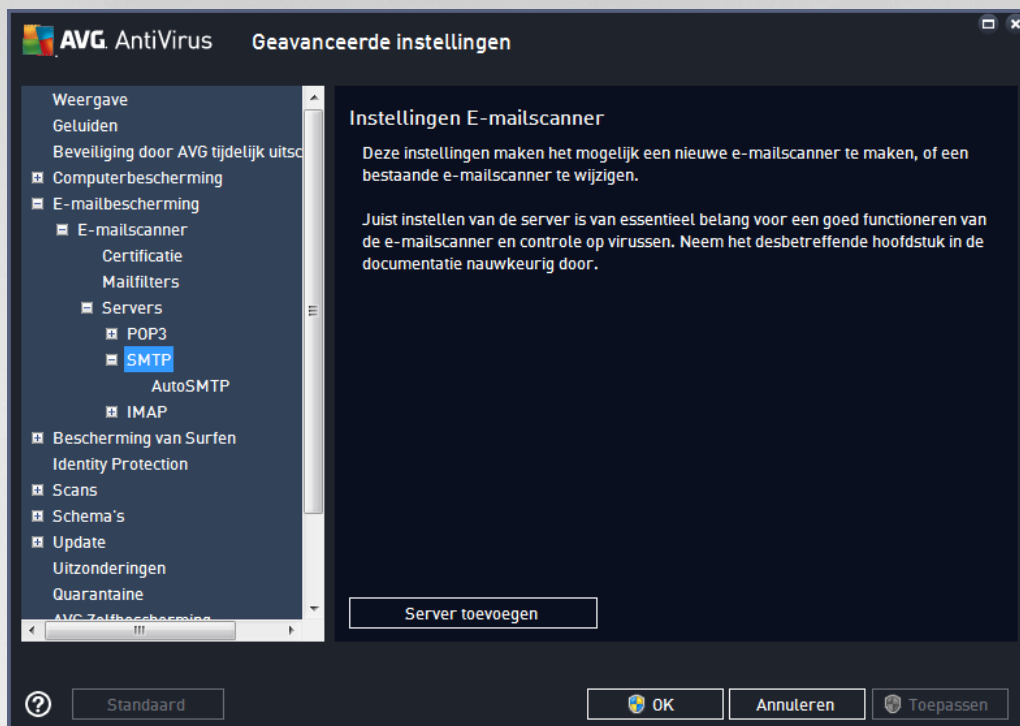 AVG. AntiVirus Geavanceerde instellingen
Weergave
Geluiden
Beveiliging door AVG tijdelijk uitsc
Computerbescherming
E-mailbescherming
E-mailscanner
Certificatie
Mailfilters
Servers
POP3
SMTP
AutoSMTP
IMAP
Bescherming van Surfen
Identity Protection
Scans
Schema's
Update
Uitzonderingen
Quarantaine
AVG Zelfbescherming
Instellingen E-mailscanner
Deze instellingen maken het mogelijk een nieuwe e-mailscanner te maken, of een
bestaande e-mailscanner te wijzigen.
Juist instellen van de server is van essentieel belang voor een goed functioneren van
de e-mailscanner en controle op virussen. Neem het desbetreffende hoofdstuk in de
documentatie nauwkeurig door.
Server toevoegen
Standaard
OK
Annuleren
Toepassen